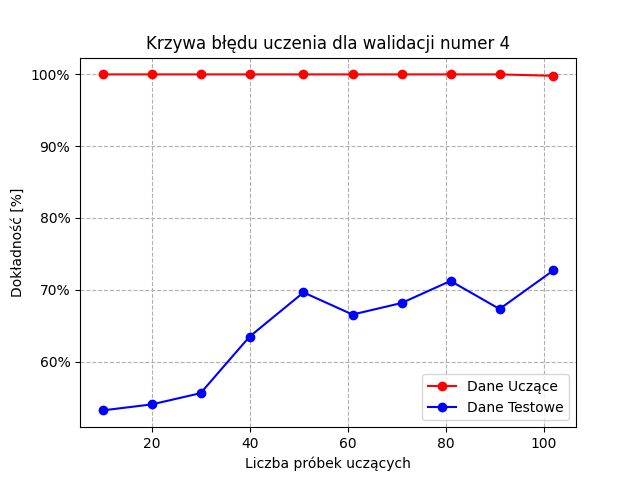 Krzywa błędu uczenia dla walidacji numer 4
Dokładność [%]
100%
90%
80%
70%
60%
20
40
60
80
100
Liczba próbek uczących
Dane Uczące
Dane Testowe